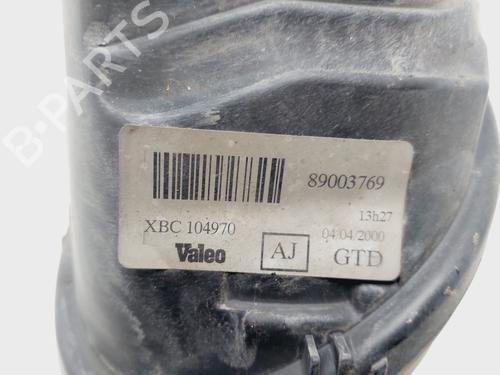 B-PARTS
89003769
13h27
XBC 104970
04/04/2000
Valeo
AJ
GTD